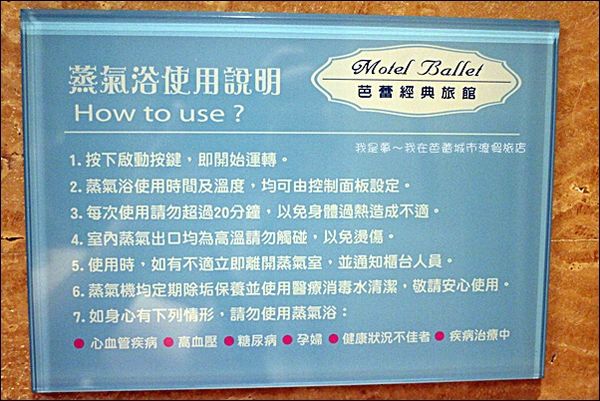 蒸氣浴使用說明
How to use ?
Motel Ballet
芭蕾經典旅館
我是寧～我在芭蕾城市渡假旅店
1. 按下啟動按鍵，即開始運轉。
2. 蒸氣浴使用時間及溫度，均可由控制面板設定。
3. 每次使用請勿超過20分鐘，以免身體過熱造成不適。
4. 室內蒸氣出口均為高溫請勿觸碰，以免燙傷。
5. 使用時，如有不適立即離開蒸氣室，並通知櫃台人員。
6. 蒸氣機均定期除垢保養並使用醫療消毒水清潔，敬請安心使用。
7. 如身心有下列情形，請勿使用蒸氣浴：
● 心血管疾病 ● 高血壓 ● 糖尿病 ● 孕婦 ● 健康狀況不佳者 ● 疾病治療中